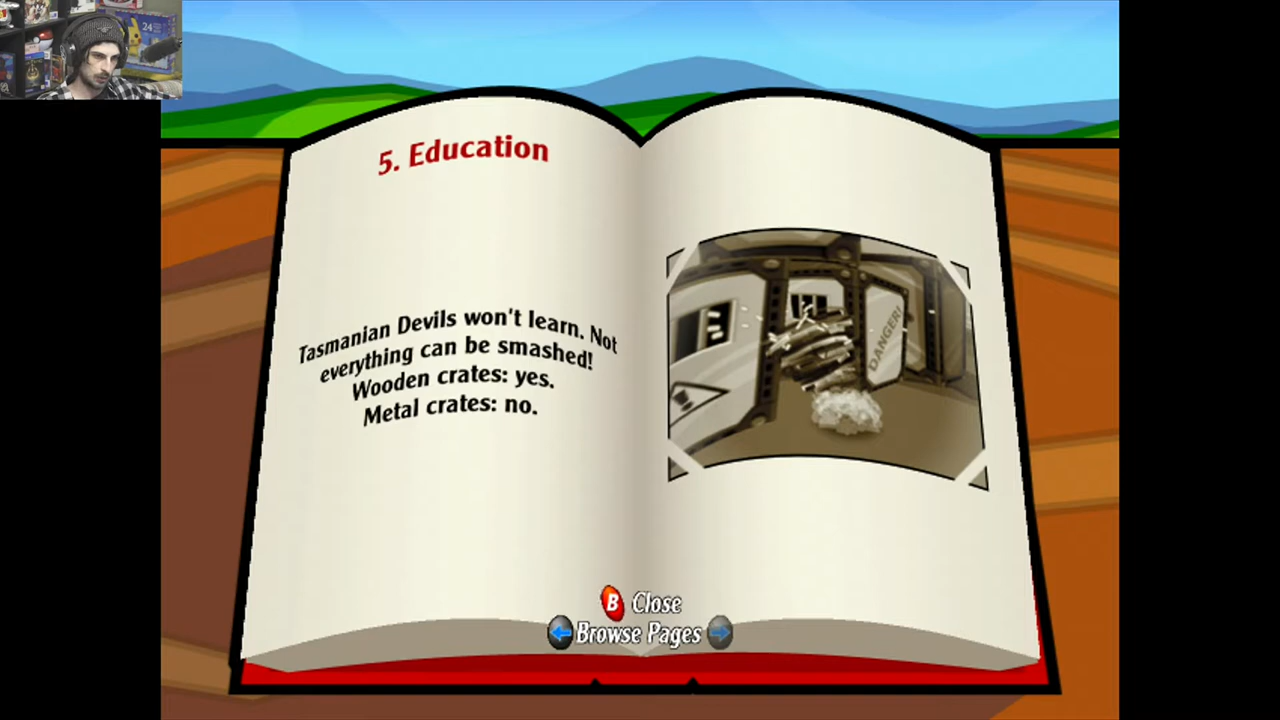 5. Education
Tasmanian Devils won't learn. Not
everything can be smashed!
Wooden crates: yes.
Metal crates: no.
DANGER!
B Close
Browse Pages
24